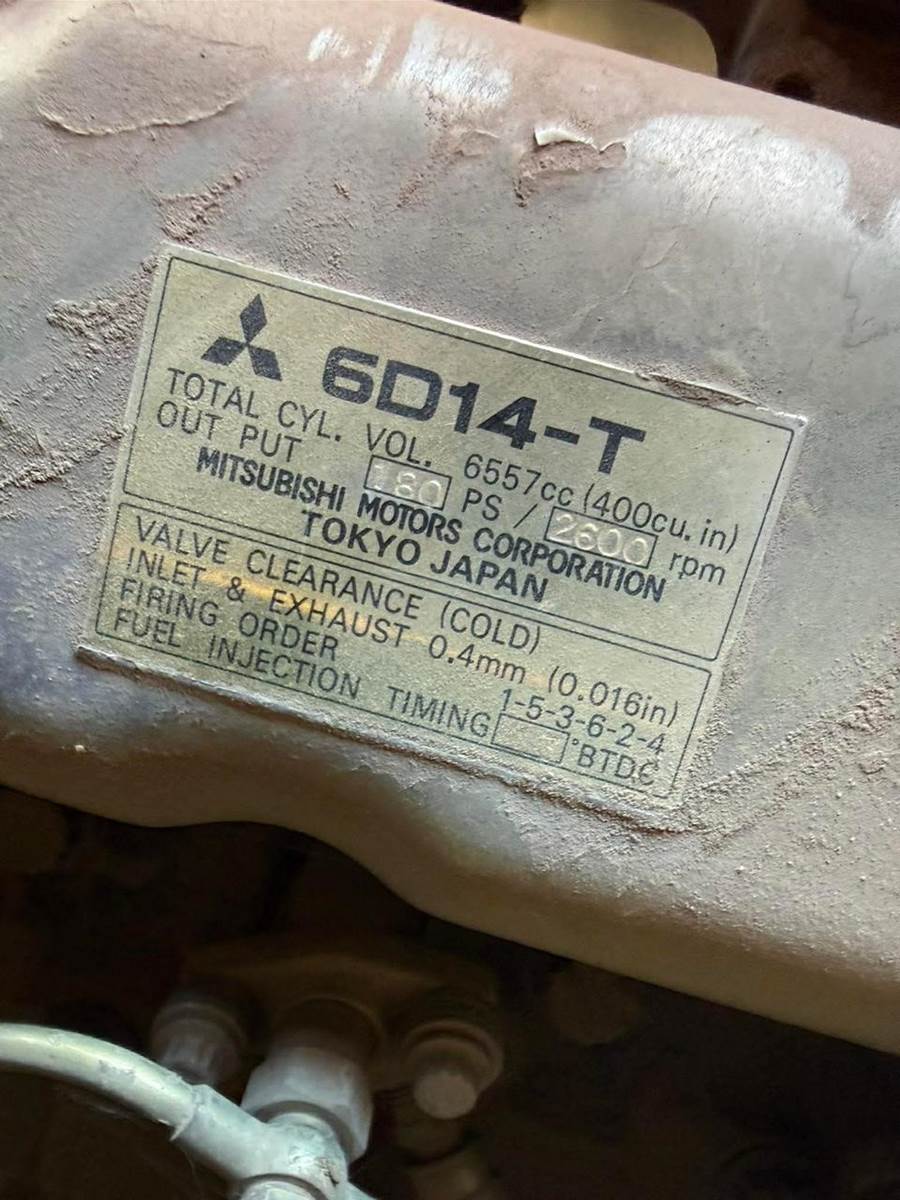 6D14-T
TOTAL CYL. VOL. 6557cc (400cu. in)
OUT PUT 180 PS / 2600 rpm
MITSUBISHI MOTORS CORPORATION
TOKYO JAPAN
VALVE CLEARANCE (COLD)
INLET & EXHAUST 0.4mm (0.016in)
FIRING ORDER 1-5-3-6-2-4
FUEL INJECTION TIMING °BTDC